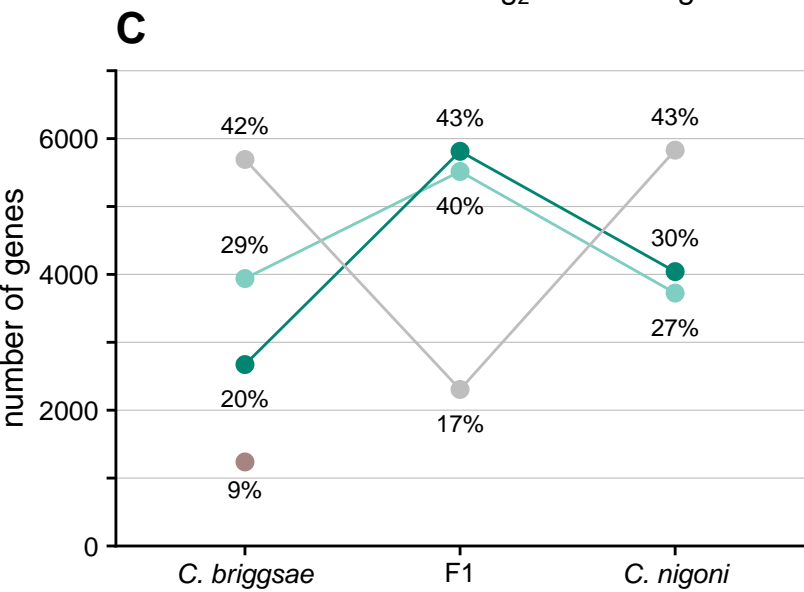 C
number of genes
6000
4000
2000
0
42%
29%
20%
9%
43%
40%
17%
43%
30%
27%
C. briggsae
F1
C. nigoni